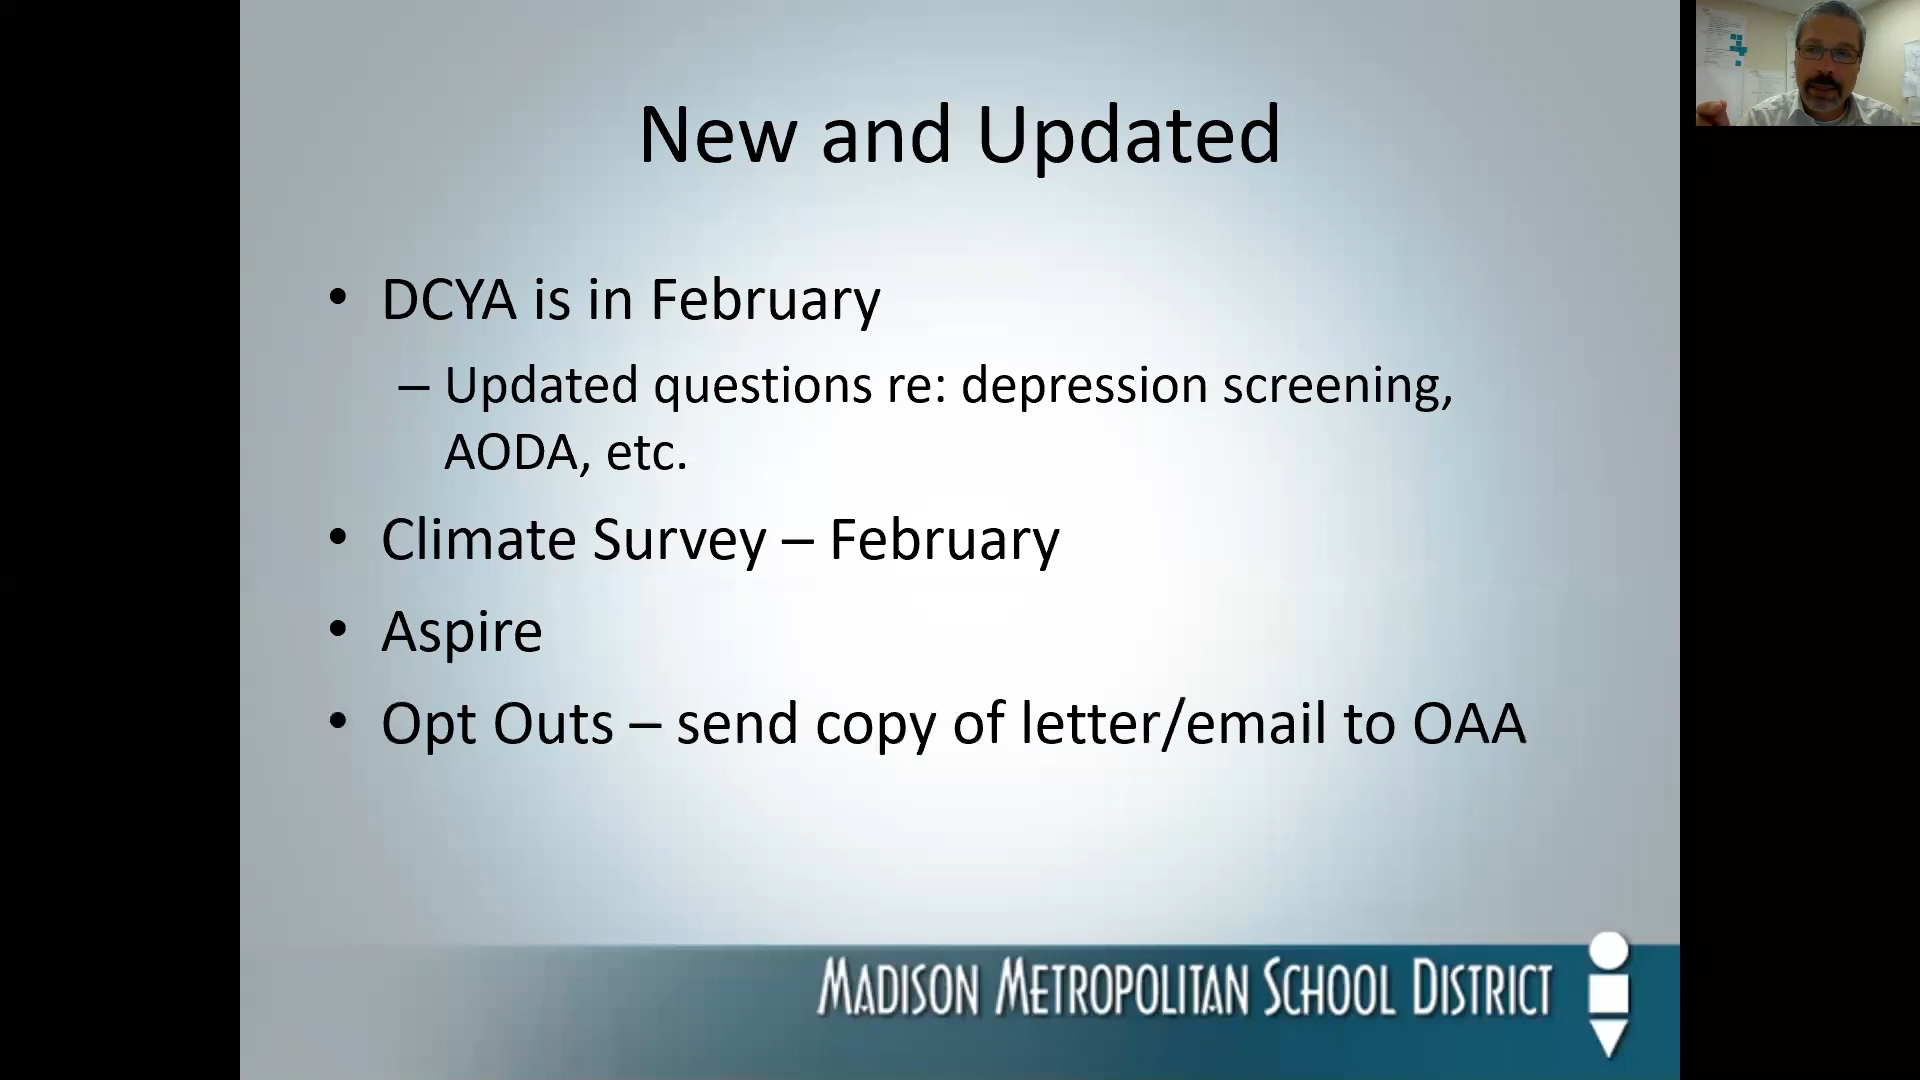 New and Updated
• DCYA is in February
– Updated questions re: depression screening,
AODA, etc.
• Climate Survey – February
• Aspire
• Opt Outs – send copy of letter/email to OAA
MADISON METROPOLITAN SCHOOL DISTRICT